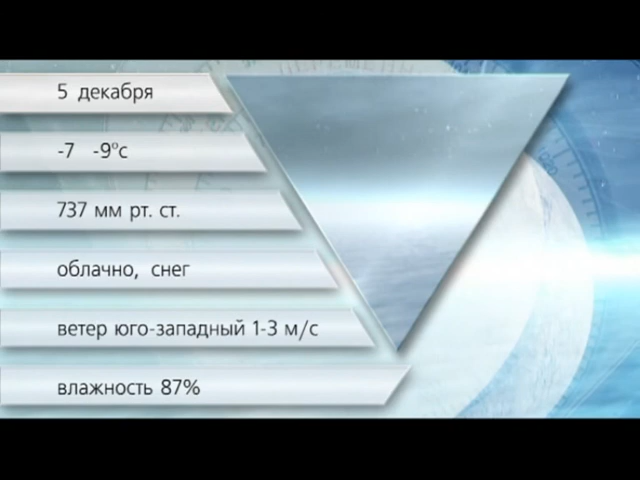 5 декабря
-7 -9°с
737 мм рт. ст.
облачно, снег
ветер юго-западный 1-3 м/с
влажность 87%